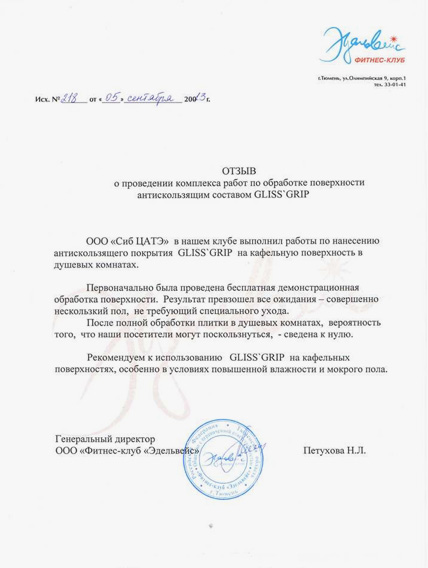 Эдельвейс
ФИТНЕС-КЛУБ
г.Тюмень, ул.Олимпийская 9, корп.1
тел. 33-01-41
Исх. № 218 от « 05 » сентября 20013 г.
ОТЗЫВ
о проведении комплекса работ по обработке поверхности
антискользящим составом GLISS`GRIP
ООО «Сиб ЦАТЭ» в нашем клубе выполнил работы по нанесению
антискользящего покрытия GLISS`GRIP на кафельную поверхность в
душевых комнатах.
Первоначально была проведена бесплатная демонстрационная
обработка поверхности. Результат превзошел все ожидания – совершенно
нескользкий пол, не требующий специального ухода.
После полной обработки плитки в душевых комнатах, вероятность
того, что наши посетители могут поскользнуться, - сведена к нулю.
Рекомендуем к использованию GLISS`GRIP на кафельных
поверхностях, особенно в условиях повышенной влажности и мокрого пола.
Генеральный директор
ООО «Фитнес-клуб «Эдельвейс» Петухова Н.Л.
г. Тюмень